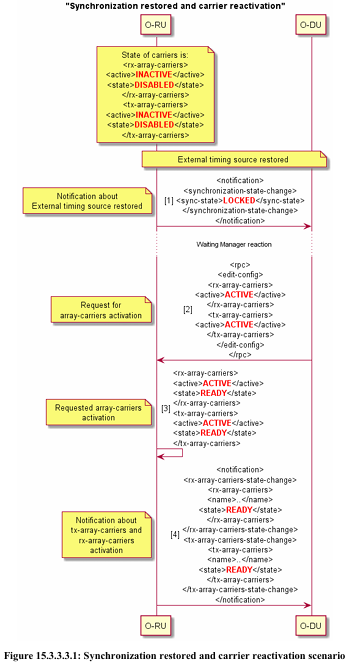 "Synchronization restored and carrier reactivation"
O-RU
O-DU
State of carriers is:
<rx-array-carriers>
<active>INACTIVE</active>
<state>DISABLED</state>
</rx-array-carriers>
<tx-array-carriers>
<active>INACTIVE</active>
<state>DISABLED</state>
</tx-array-carriers>
External timing source restored
Notification about
External timing source restored
[1]
<notification>
<synchronization-state-change>
<sync-state>LOCKED</sync-state>
</synchronization-state-change>
</notification>
Waiting Manager reaction
Request for
array-carriers activation
[2]
<rpc>
<edit-config>
<rx-array-carriers>
<active>ACTIVE</active>
</rx-array-carriers>
<tx-array-carriers>
<active>ACTIVE</active>
</tx-array-carriers>
</edit-config>
</rpc>
Requested array-carriers
activation
[3]
<rx-array-carriers>
<active>ACTIVE</active>
<state>READY</state>
</rx-array-carriers>
<tx-array-carriers>
<active>ACTIVE</active>
<state>READY</state>
</tx-array-carriers>
Notification about
tx-array-carriers and
rx-array-carriers
activation
[4]
<notification>
<rx-array-carriers-state-change>
<rx-array-carriers>
<name>..</name>
<state>READY</state>
</rx-array-carriers>
</rx-array-carriers-state-change>
<tx-array-carriers-state-change>
<tx-array-carriers>
<name>..</name>
<state>READY</state>
</tx-array-carriers>
</tx-array-carriers-state-change>
</notification>
O-RU
O-DU
Figure 15.3.3.3.1: Synchronization restored and carrier reactivation scenario